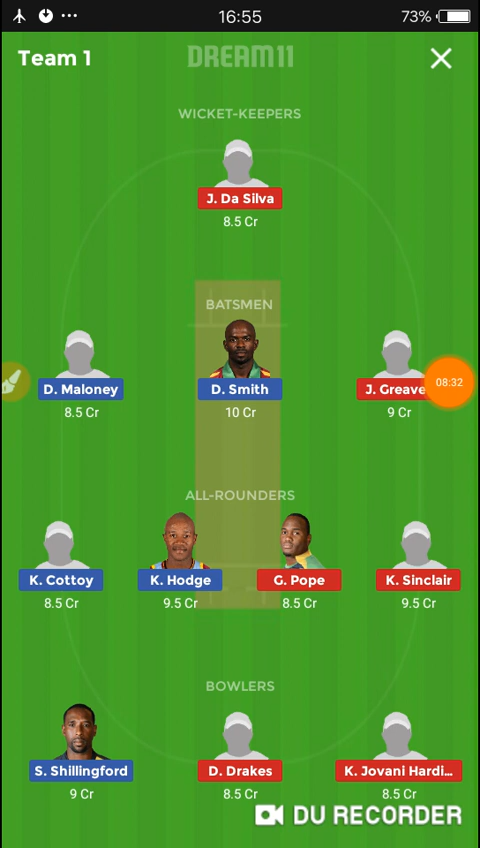 16:55
73%
Team 1
DREAM11
WICKET-KEEPERS
J. Da Silva
8.5 Cr
BATSMEN
D. Maloney
D. Smith
J. Greave
08:32
8.5 Cr
10 Cr
9 Cr
ALL-ROUNDERS
K. Cottoy
K. Hodge
G. Pope
K. Sinclair
8.5 Cr
9.5 Cr
8.5 Cr
9.5 Cr
BOWLERS
S. Shillingford
D. Drakes
K. Jovani Hardi...
9 Cr
8.5 Cr
8.5 Cr
DU RECORDER